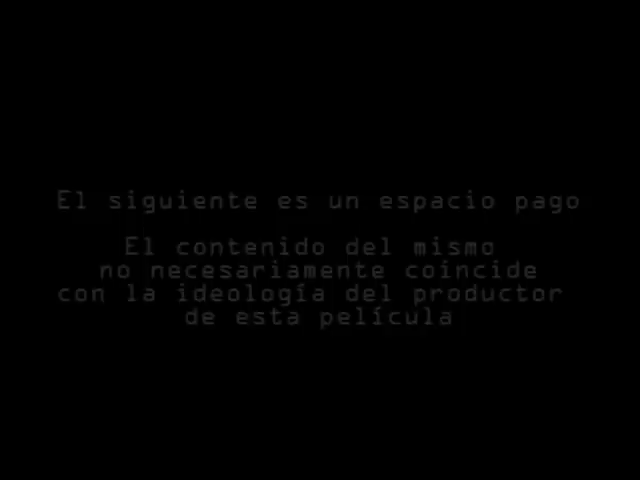 El siguiente es un espacio pago
El contenido del mismo
no necesariamente coincide
con la ideología del productor
de esta película